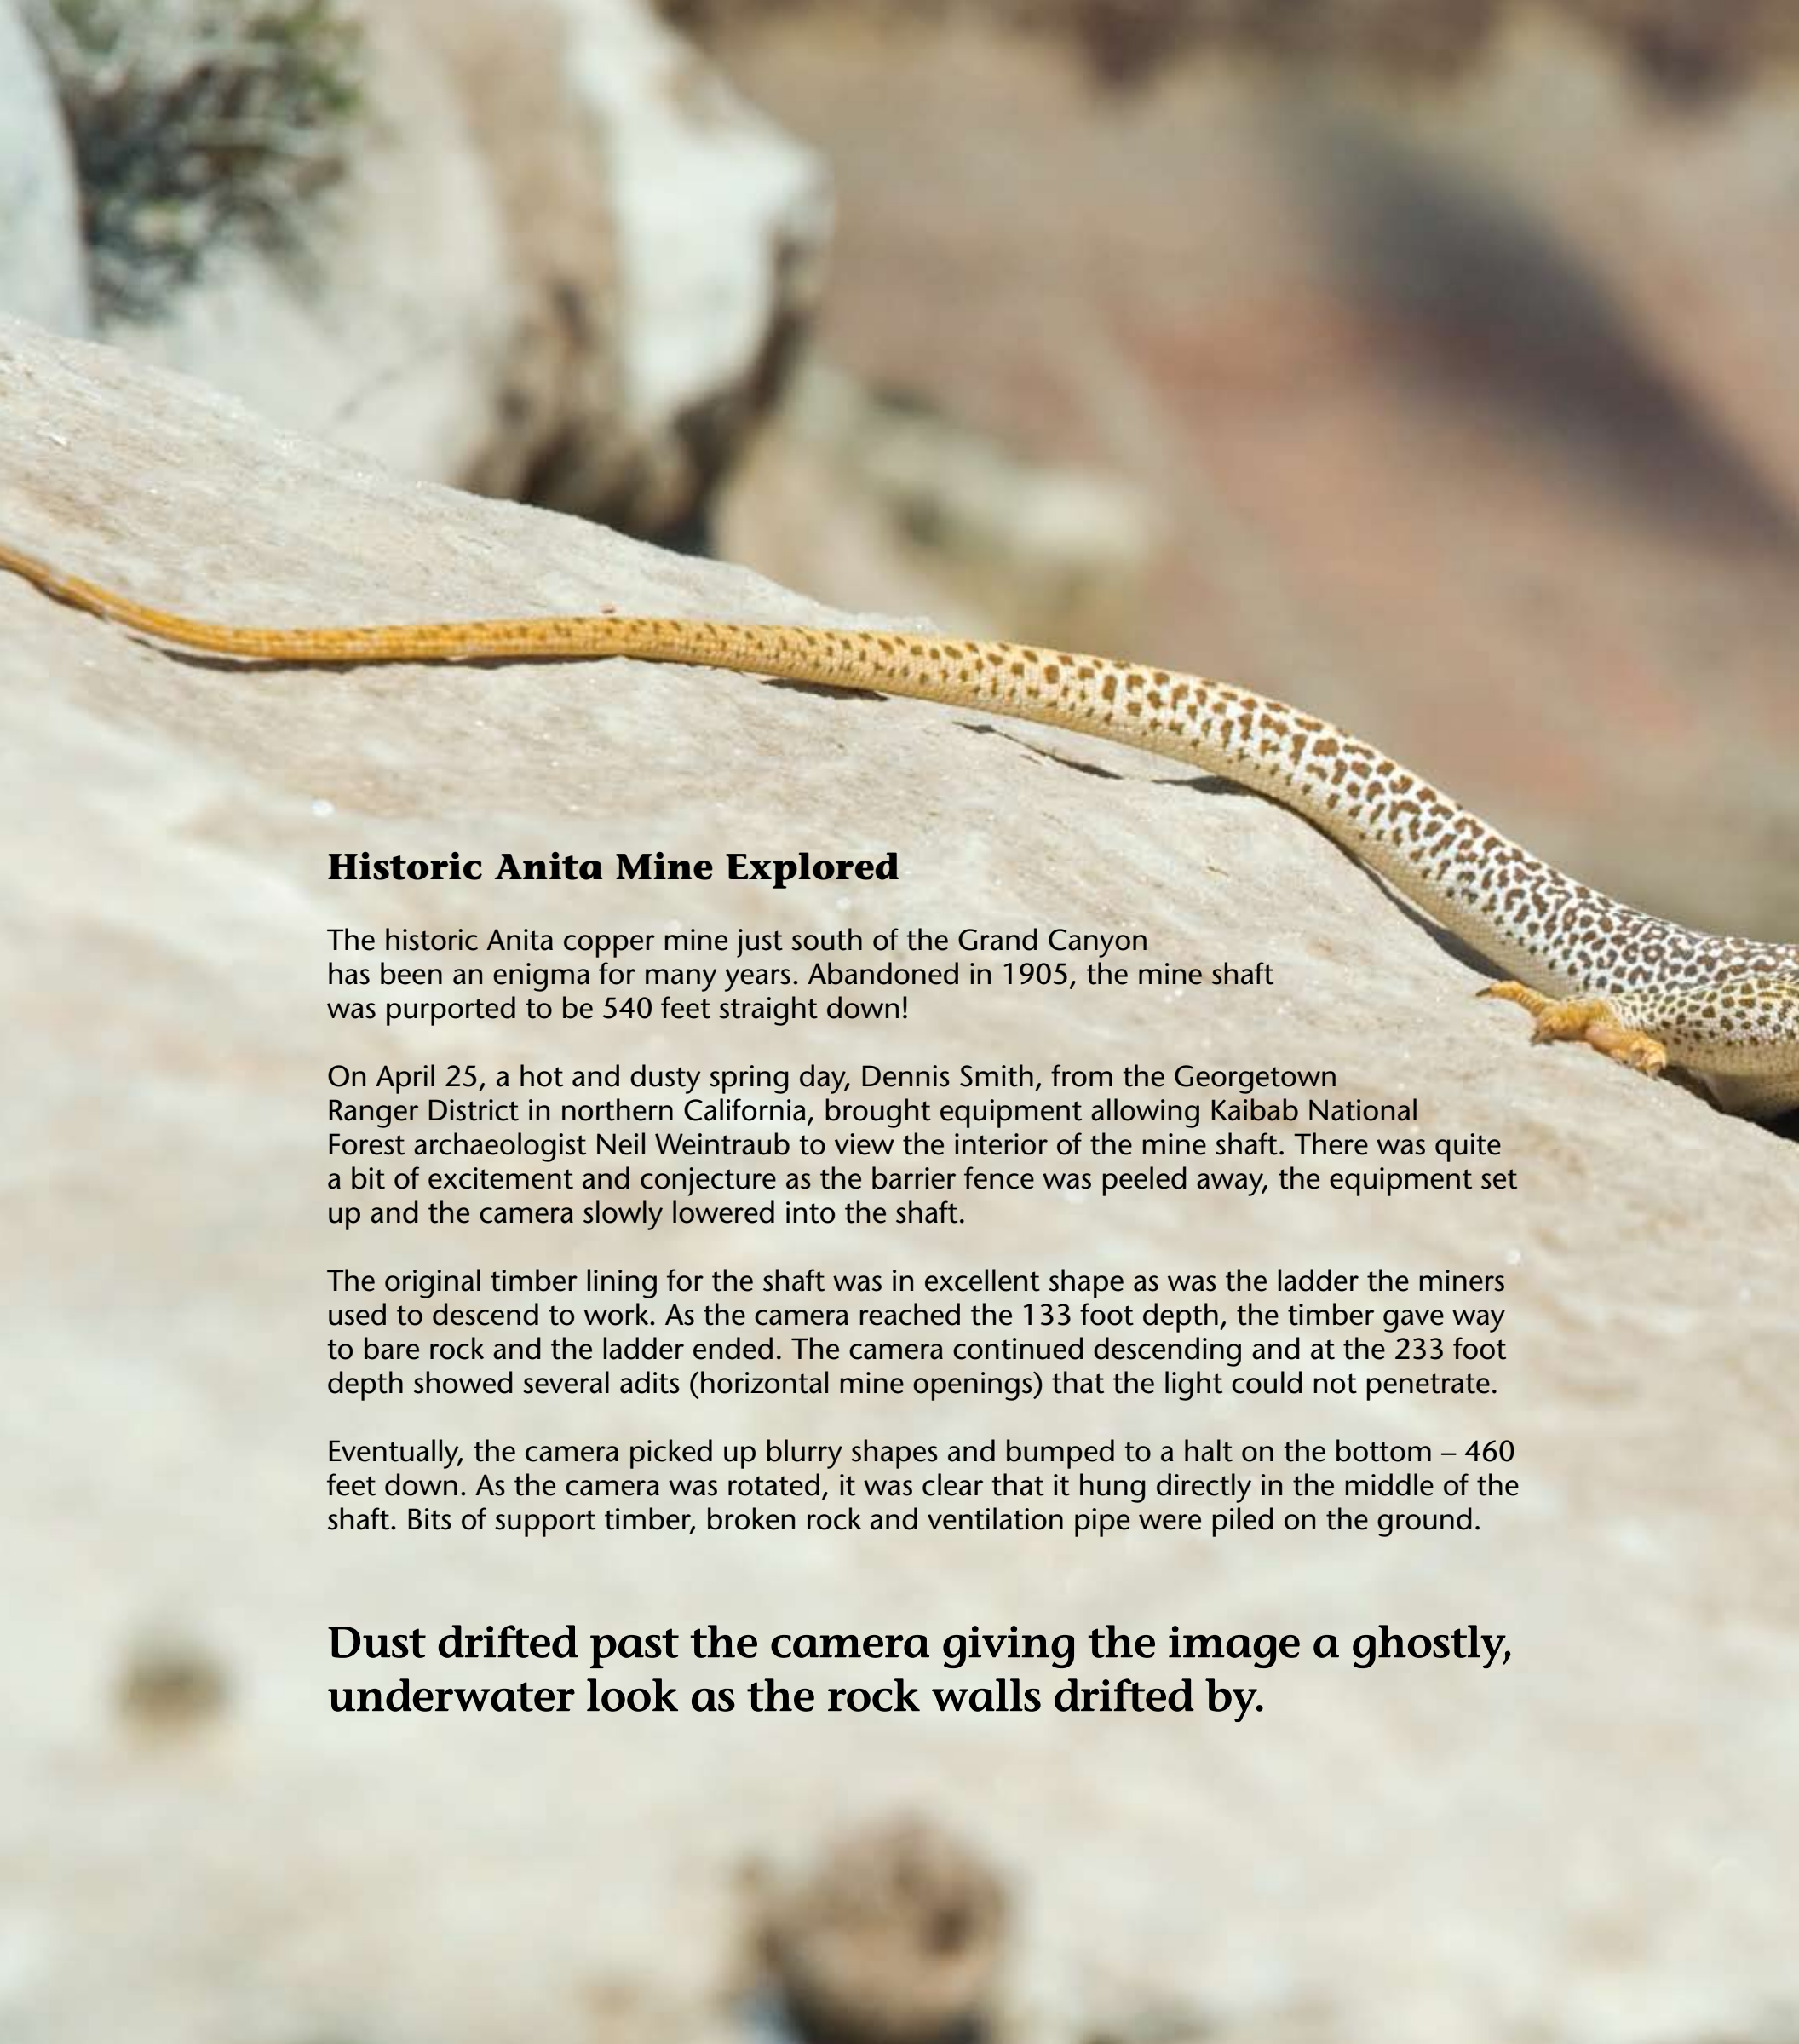 Historic Anita Mine Explored
The historic Anita copper mine just south of the Grand Canyon
has been an enigma for many years. Abandoned in 1905, the mine shaft
was purported to be 540 feet straight down!
On April 25, a hot and dusty spring day, Dennis Smith, from the Georgetown
Ranger District in northern California, brought equipment allowing Kaibab National
Forest archaeologist Neil Weintraub to view the interior of the mine shaft. There was quite
a bit of excitement and conjecture as the barrier fence was peeled away, the equipment set
up and the camera slowly lowered into the shaft.
The original timber lining for the shaft was in excellent shape as was the ladder the miners
used to descend to work. As the camera reached the 133 foot depth, the timber gave way
to bare rock and the ladder ended. The camera continued descending and at the 233 foot
depth showed several adits (horizontal mine openings) that the light could not penetrate.
Eventually, the camera picked up blurry shapes and bumped to a halt on the bottom – 460
feet down. As the camera was rotated, it was clear that it hung directly in the middle of the
shaft. Bits of support timber, broken rock and ventilation pipe were piled on the ground.
Dust drifted past the camera giving the image a ghostly,
underwater look as the rock walls drifted by.